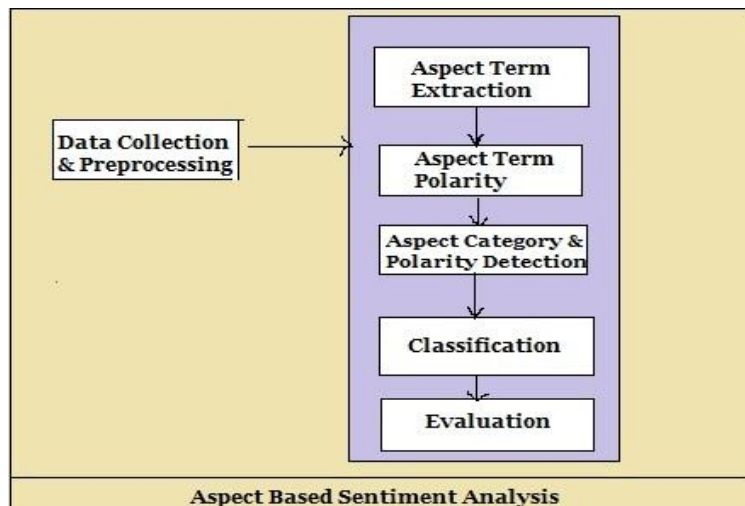 Data Collection
& Preprocessing
Aspect Term
Extraction
Aspect Term
Polarity
Aspect Category &
Polarity Detection
Classification
Evaluation
Aspect Based Sentiment Analysis